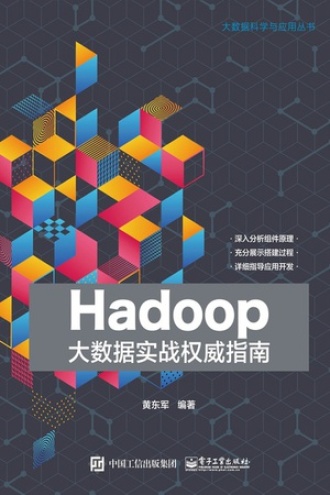 大数据科学与应用丛书
·深入分析组件原理·
·充分展示搭建过程·
·详细指导应用开发·
Hadoop
大数据实战权威指南
黄东军 编著
中国工信出版集团
电子工业出版社